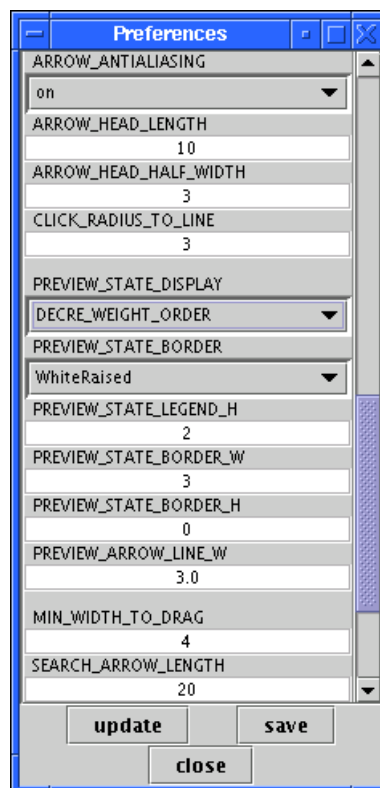 Preferences
ARROW_ANTIALIASING
on
ARROW_HEAD_LENGTH
10
ARROW_HEAD_HALF_WIDTH
3
CLICK_RADIUS_TO_LINE
3
PREVIEW_STATE_DISPLAY
DECRE_WEIGHT_ORDER
PREVIEW_STATE_BORDER
WhiteRaised
PREVIEW_STATE_LEGEND_H
2
PREVIEW_STATE_BORDER_W
3
PREVIEW_STATE_BORDER_H
0
PREVIEW_ARROW_LINE_W
3.0
MIN_WIDTH_TO_DRAG
4
SEARCH_ARROW_LENGTH
20
update save
close